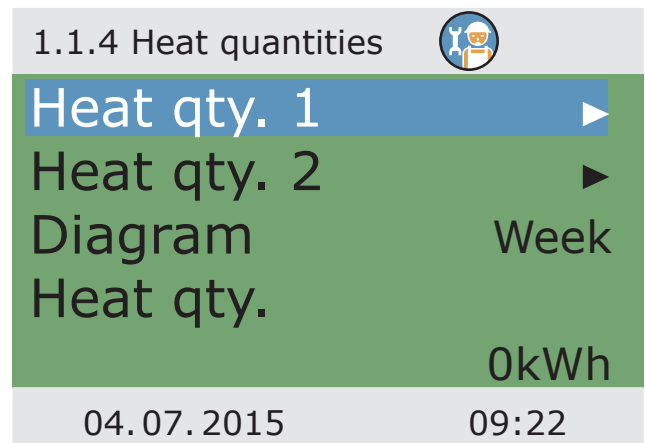 1.1.4 Heat quantities
Heat qty. 1 ▶
Heat qty. 2 ▶
Diagram Week
Heat qty.
0kWh
04.07.2015 09:22